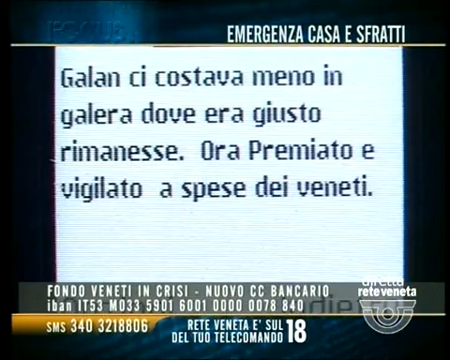 FOCUS
EMERGENZA CASA E SFRATTI
Galan ci costava meno in
galera dove era giusto
rimanesse. Ora Premiato e
vigilato a spese dei veneti.
FONDO VENETI IN CRISI - NUOVO CC BANCARIO
iban IT53 M033 5901 6001 0000 0078 840
diretta
reteveneta
SMS 340 3218806
RETE VENETA E' SUL
DEL TUO TELECOMANDO 18